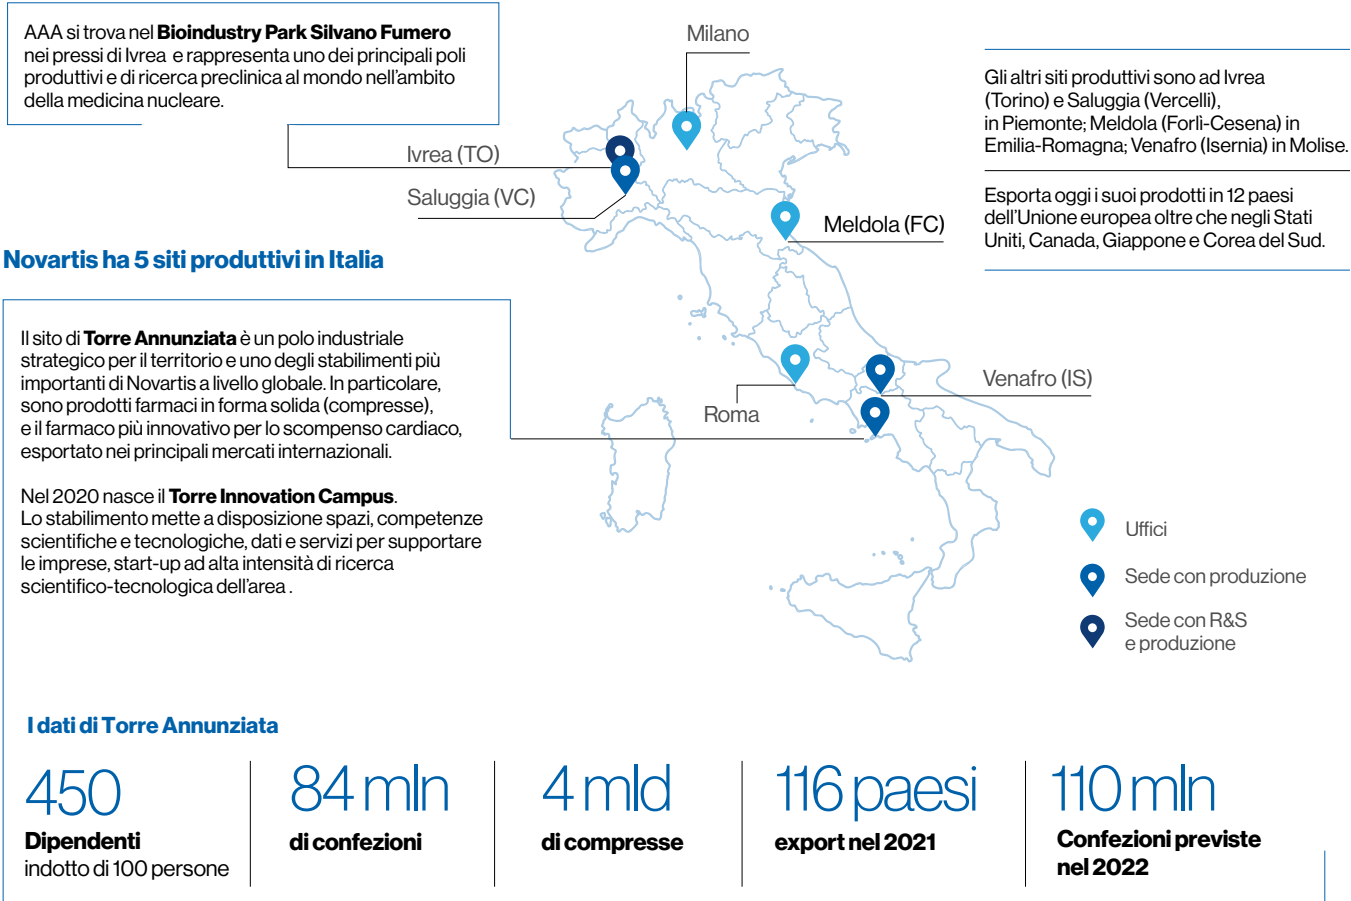 AAA si trova nel Bioindustry Park Silvano Fumero
nei pressi di Ivrea e rappresenta uno dei principali poli
produttivi e di ricerca preclinica al mondo nell'ambito
della medicina nucleare.
Milano
Ivrea (TO)
Saluggia (VC)
Meldola (FC)
Gli altri siti produttivi sono ad Ivrea
(Torino) e Saluggia (Vercelli),
in Piemonte; Meldola (Forlì-Cesena) in
Emilia-Romagna; Venafro (Isernia) in Molise.
Esporta oggi i suoi prodotti in 12 paesi
dell'Unione europea oltre che negli Stati
Uniti, Canada, Giappone e Corea del Sud.
Novartis ha 5 siti produttivi in Italia
Il sito di Torre Annunziata è un polo industriale
strategico per il territorio e uno degli stabilimenti più
importanti di Novartis a livello globale. In particolare,
sono prodotti farmaci in forma solida (compresse),
e il farmaco più innovativo per lo scompenso cardiaco,
esportato nei principali mercati internazionali.
Nel 2020 nasce il Torre Innovation Campus.
Lo stabilimento mette a disposizione spazi, competenze
scientifiche e tecnologiche, dati e servizi per supportare
le imprese, start-up ad alta intensità di ricerca
scientifico-tecnologica dell'area .
Roma
Venafro (IS)
Uffici
Sede con produzione
Sede con R&S
e produzione
I dati di Torre Annunziata
450
Dipendenti
indotto di 100 persone
84 mln
di confezioni
4 mld
di compresse
116 paesi
export nel 2021
110 mln
Confezioni previste
nel 2022